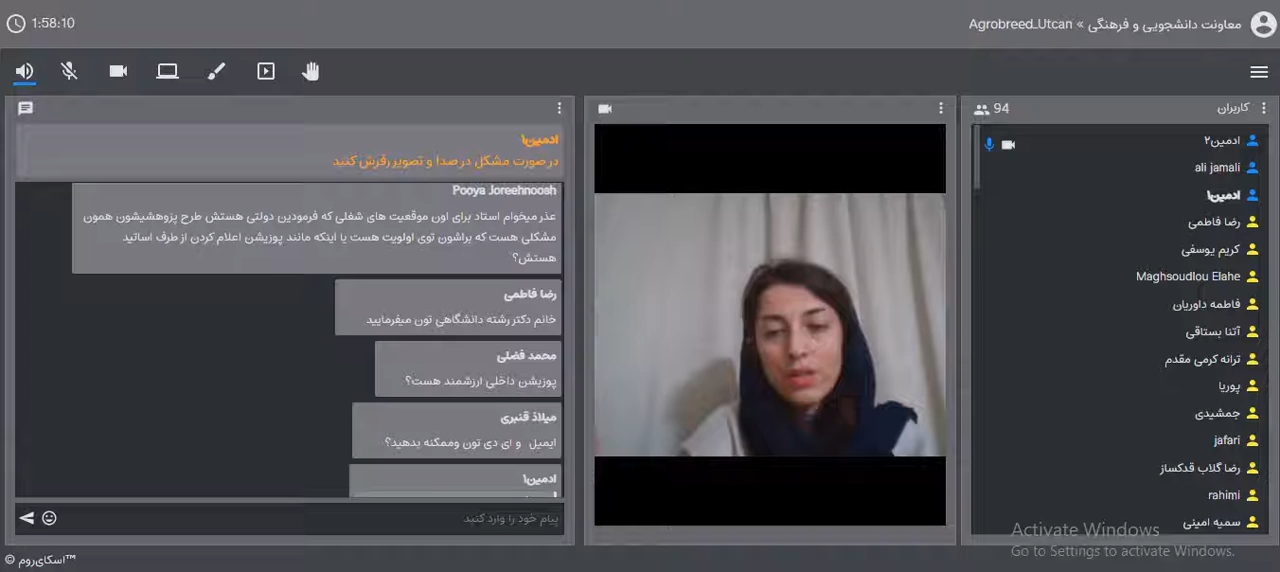 1:58:10
معاونت دانشجویی و فرهنگی » Agrobreed_Utcan
ادمین۱
در صورت مشکل در صدا و تصویر رفرش کنید
Pooya Joreehnoosh
عذر میخوام استاد برای اون موقعیت های شغلی که فرمودین دولتی هستش طرح پزوهشیشون همون
مشکلی هست که براشون توی اولویت هست یا اینکه مانند پوزیشن اعلام کردن از طرف اساتید
هستش؟
رضا فاطمی
خانم دکتر رشته دانشگاهی تون میفرمایید
محمد فضلی
پوزیشن داخلی ارزشمند هست؟
میلاد قنبری
ایمیل و ای دی تون وممکنه بدهید؟
ادمین۱
پیام خود را وارد کنید
© اسکای‌روم™
94
کاربران
ادمین۲
ali jamali
ادمین۱
رضا فاطمی
کریم یوسفی
Maghsoudlou Elahe
فاطمه داوریان
آتنا بستاقی
ترانه کرمی مقدم
پوریا
جمشیدی
jafari
رضا گلاب قدکساز
rahimi
سمیه امینی
Activate Windows
Go to Settings to activate Windows.